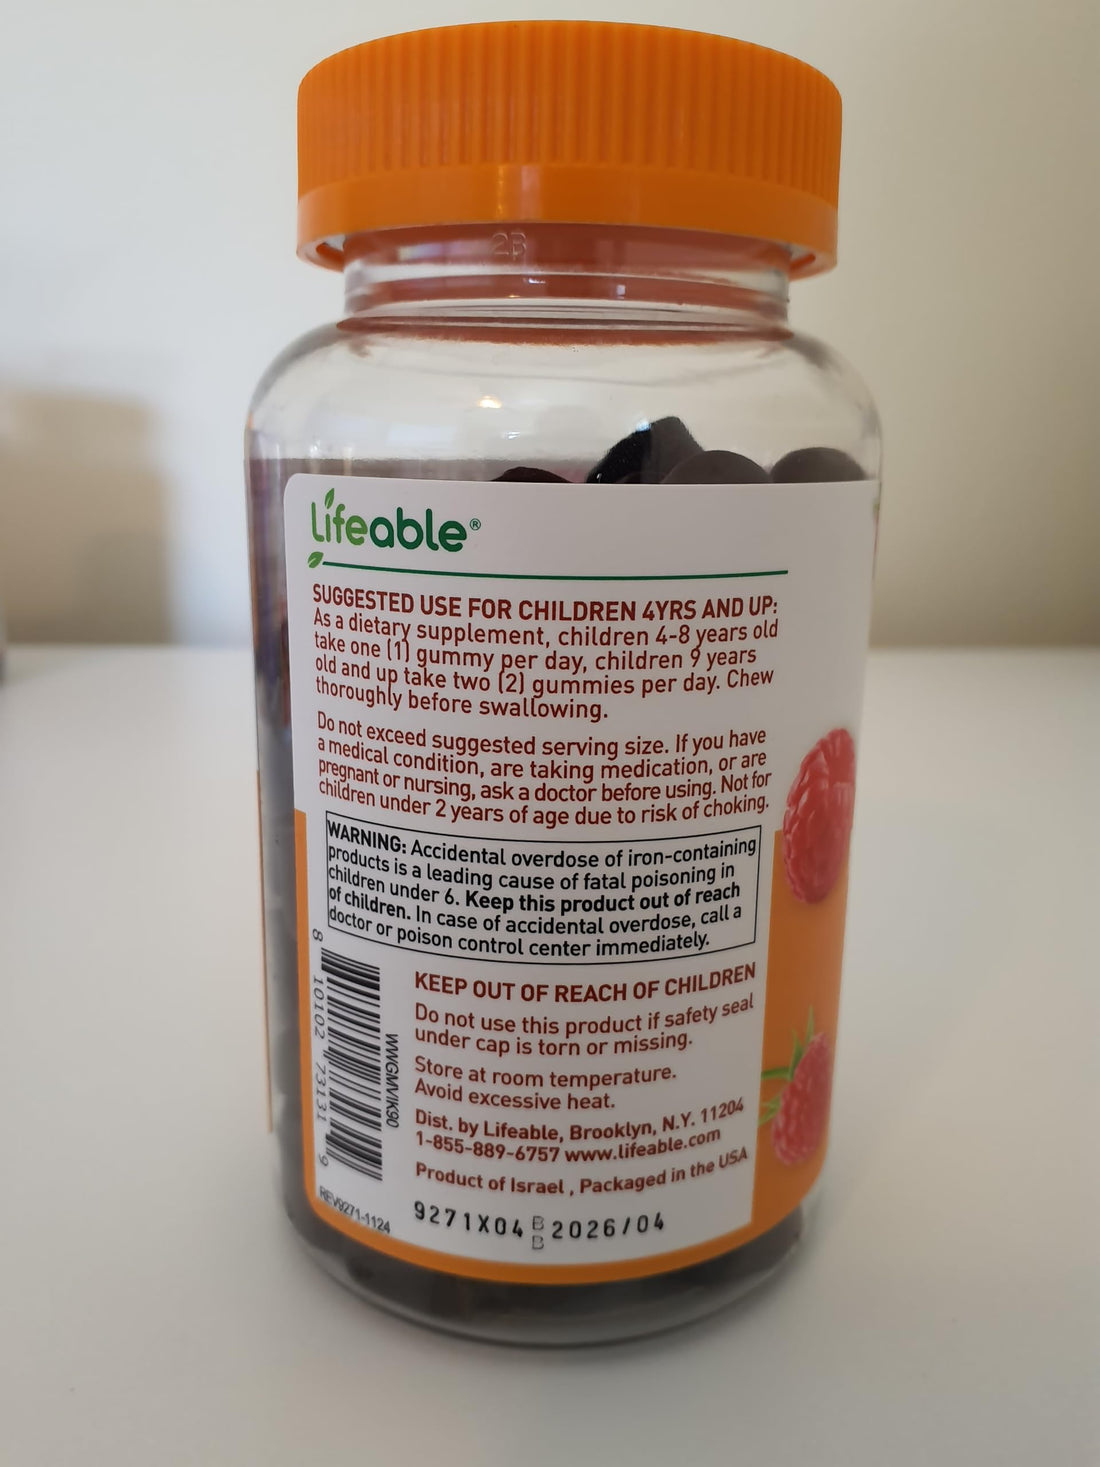 2B
Lifeable®
SUGGESTED USE FOR CHILDREN 4YRS AND UP:
As a dietary supplement, children 4-8 years old
take one (1) gummy per day, children 9 years
old and up take two (2) gummies per day. Chew
thoroughly before swallowing.
Do not exceed suggested serving size. If you have
a medical condition, are taking medication, or are
pregnant or nursing, ask a doctor before using. Not for
children under 2 years of age due to risk of choking.
WARNING: Accidental overdose of iron-containing
products is a leading cause of fatal poisoning in
children under 6. Keep this product out of reach
of children. In case of accidental overdose, call a
doctor or poison control center immediately.
8 10102 73131 9
WWGMVIK90
KEEP OUT OF REACH OF CHILDREN
Do not use this product if safety seal
under cap is torn or missing.
Store at room temperature.
Avoid excessive heat.
Dist. by Lifeable, Brooklyn, N.Y. 11204
1-855-889-6757 www.lifeable.com
Product of Israel , Packaged in the USA
REV9271-1124
9271X04 B B 2026/04